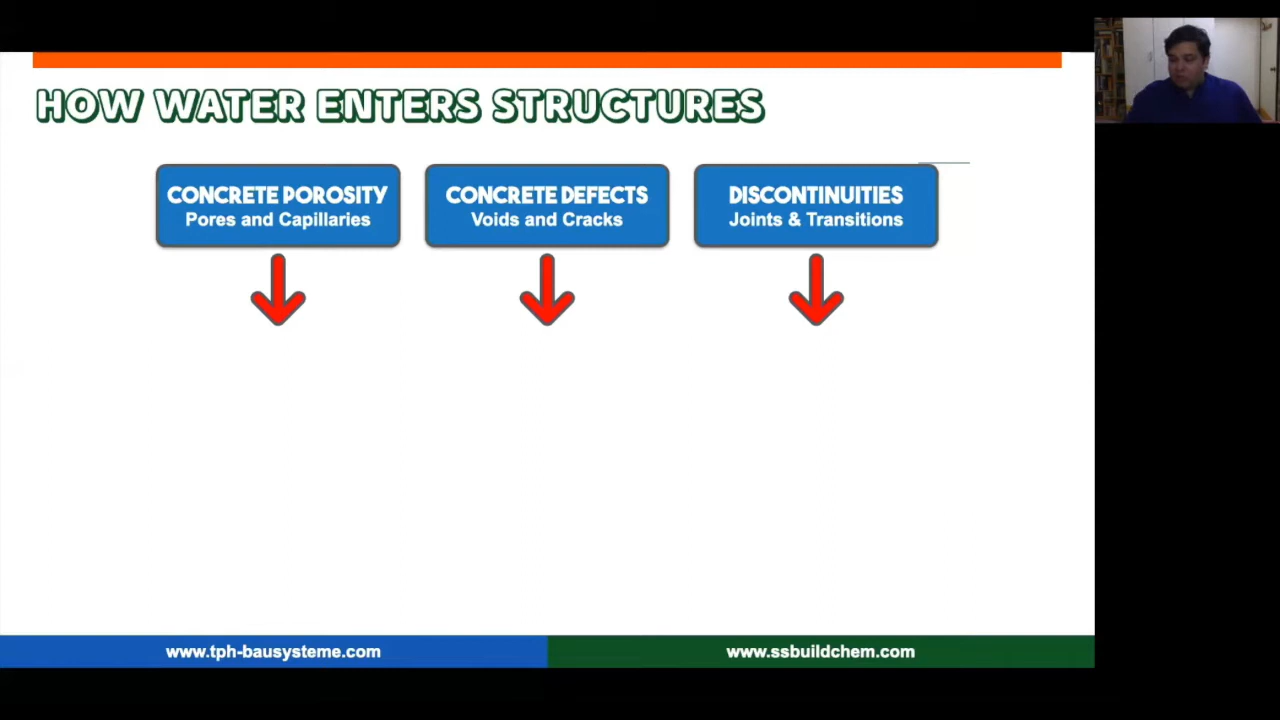 HOW WATER ENTERS STRUCTURES
CONCRETE POROSITY
Pores and Capillaries
CONCRETE DEFECTS
Voids and Cracks
DISCONTINUITIES
Joints & Transitions
www.tph-bausysteme.com
www.ssbuildchem.com